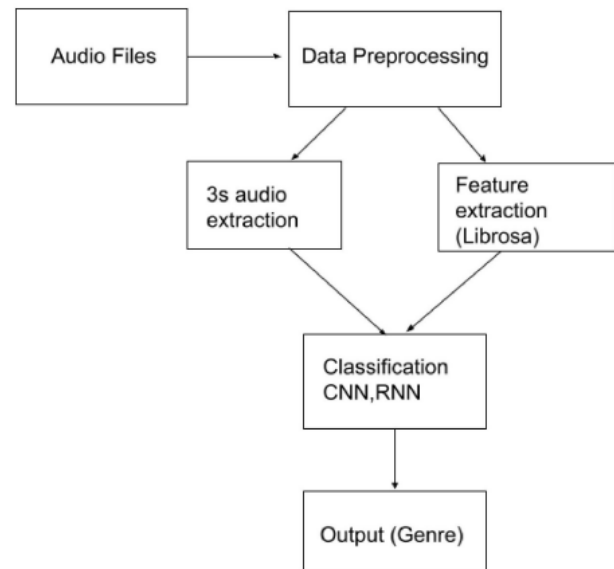 Audio Files
Data Preprocessing
3s audio
extraction
Feature
extraction
(Librosa)
Classification
CNN,RNN
Output (Genre)